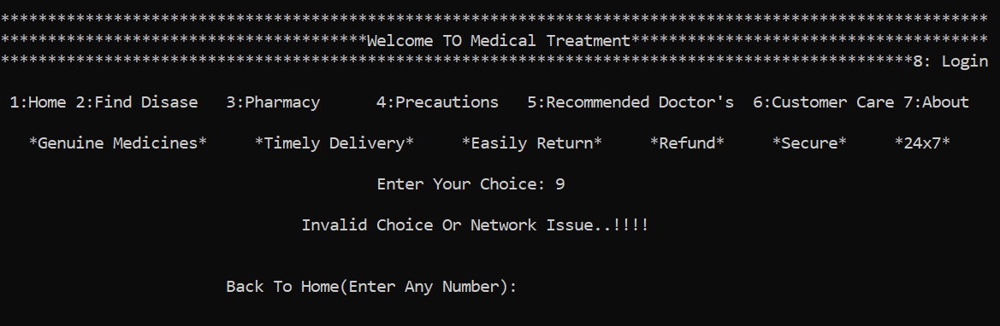 *********************************************************************************************************
***************************************Welcome TO Medical Treatment**************************************
*************************************************************************************************8: Login
1:Home 2:Find Disase 3:Pharmacy 4:Precautions 5:Recommended Doctor's 6:Customer Care 7:About
*Genuine Medicines* *Timely Delivery* *Easily Return* *Refund* *Secure* *24x7*
Enter Your Choice: 9
Invalid Choice Or Network Issue..!!!!
Back To Home(Enter Any Number):